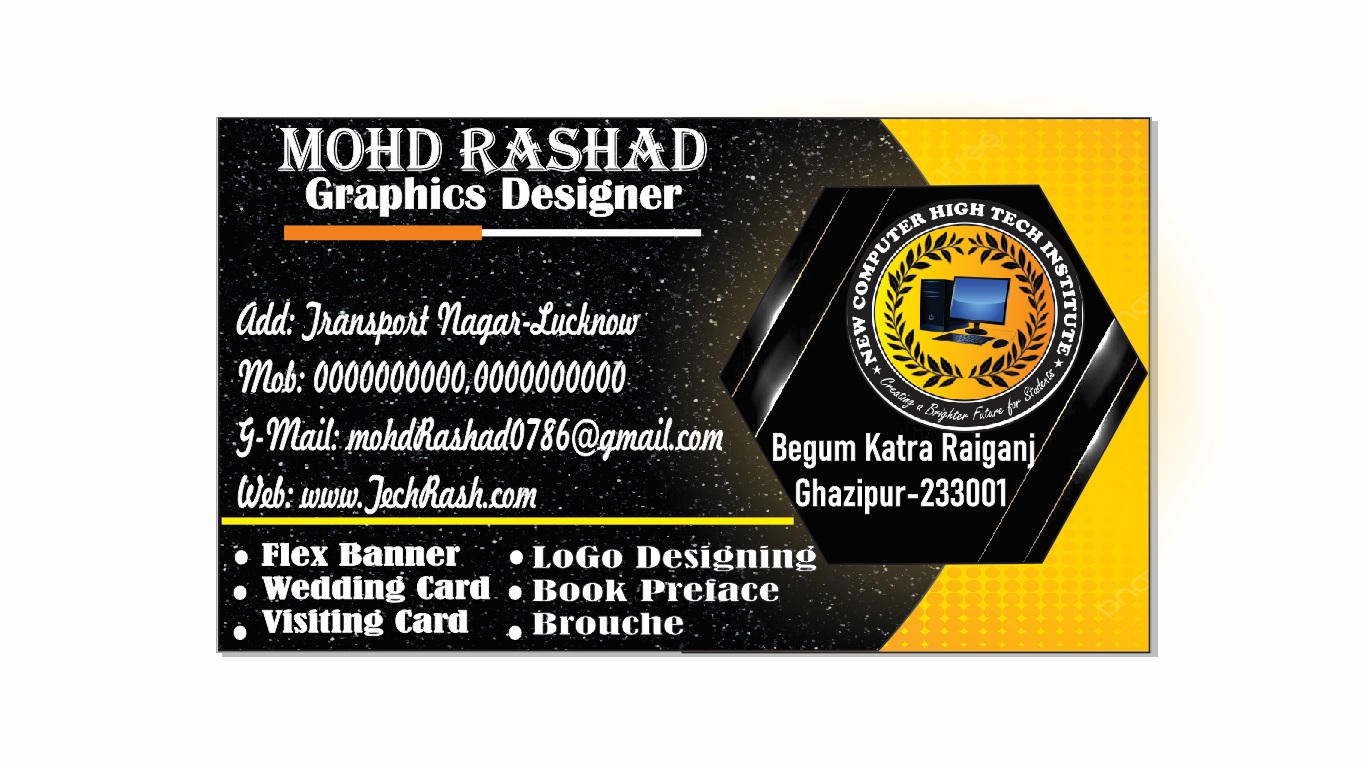 MOHD RASHAD
Graphics Designer
Add: Transport Nagar-Lucknow
Mob: 0000000000,0000000000
G-Mail: mohdRashad0786@gmail.com
Web: www.TechRash.com
• Flex Banner
• Wedding Card
• Visiting Card
• LoGo Designing
• Book Preface
• Brouche
★ NEW COMPUTER HIGH TECH INSTITUTE ★
Creating a Brighter Future for Students
Begum Katra Raiganj
Ghazipur-233001